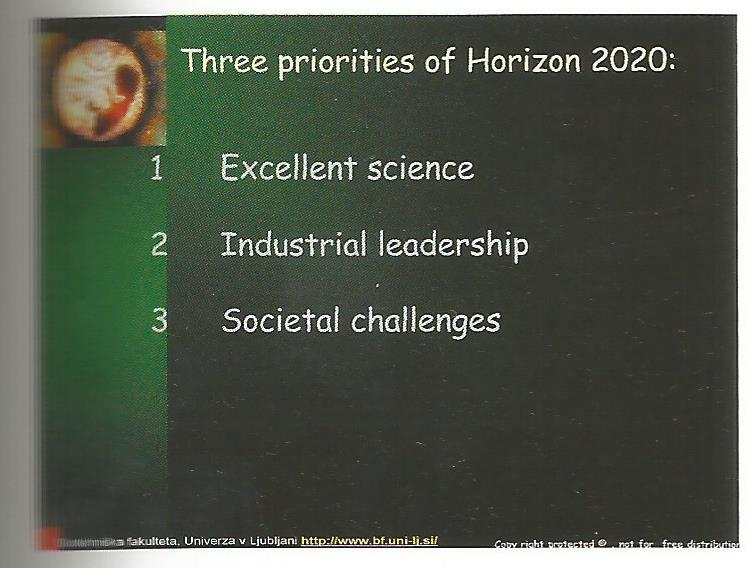 Three priorities of Horizon 2020:
1 Excellent science
2 Industrial leadership
3 Societal challenges
fakulteta, Univerza v Ljubljani http://www.bf.uni-lj.si/
Copy right protected © . not for free distribution